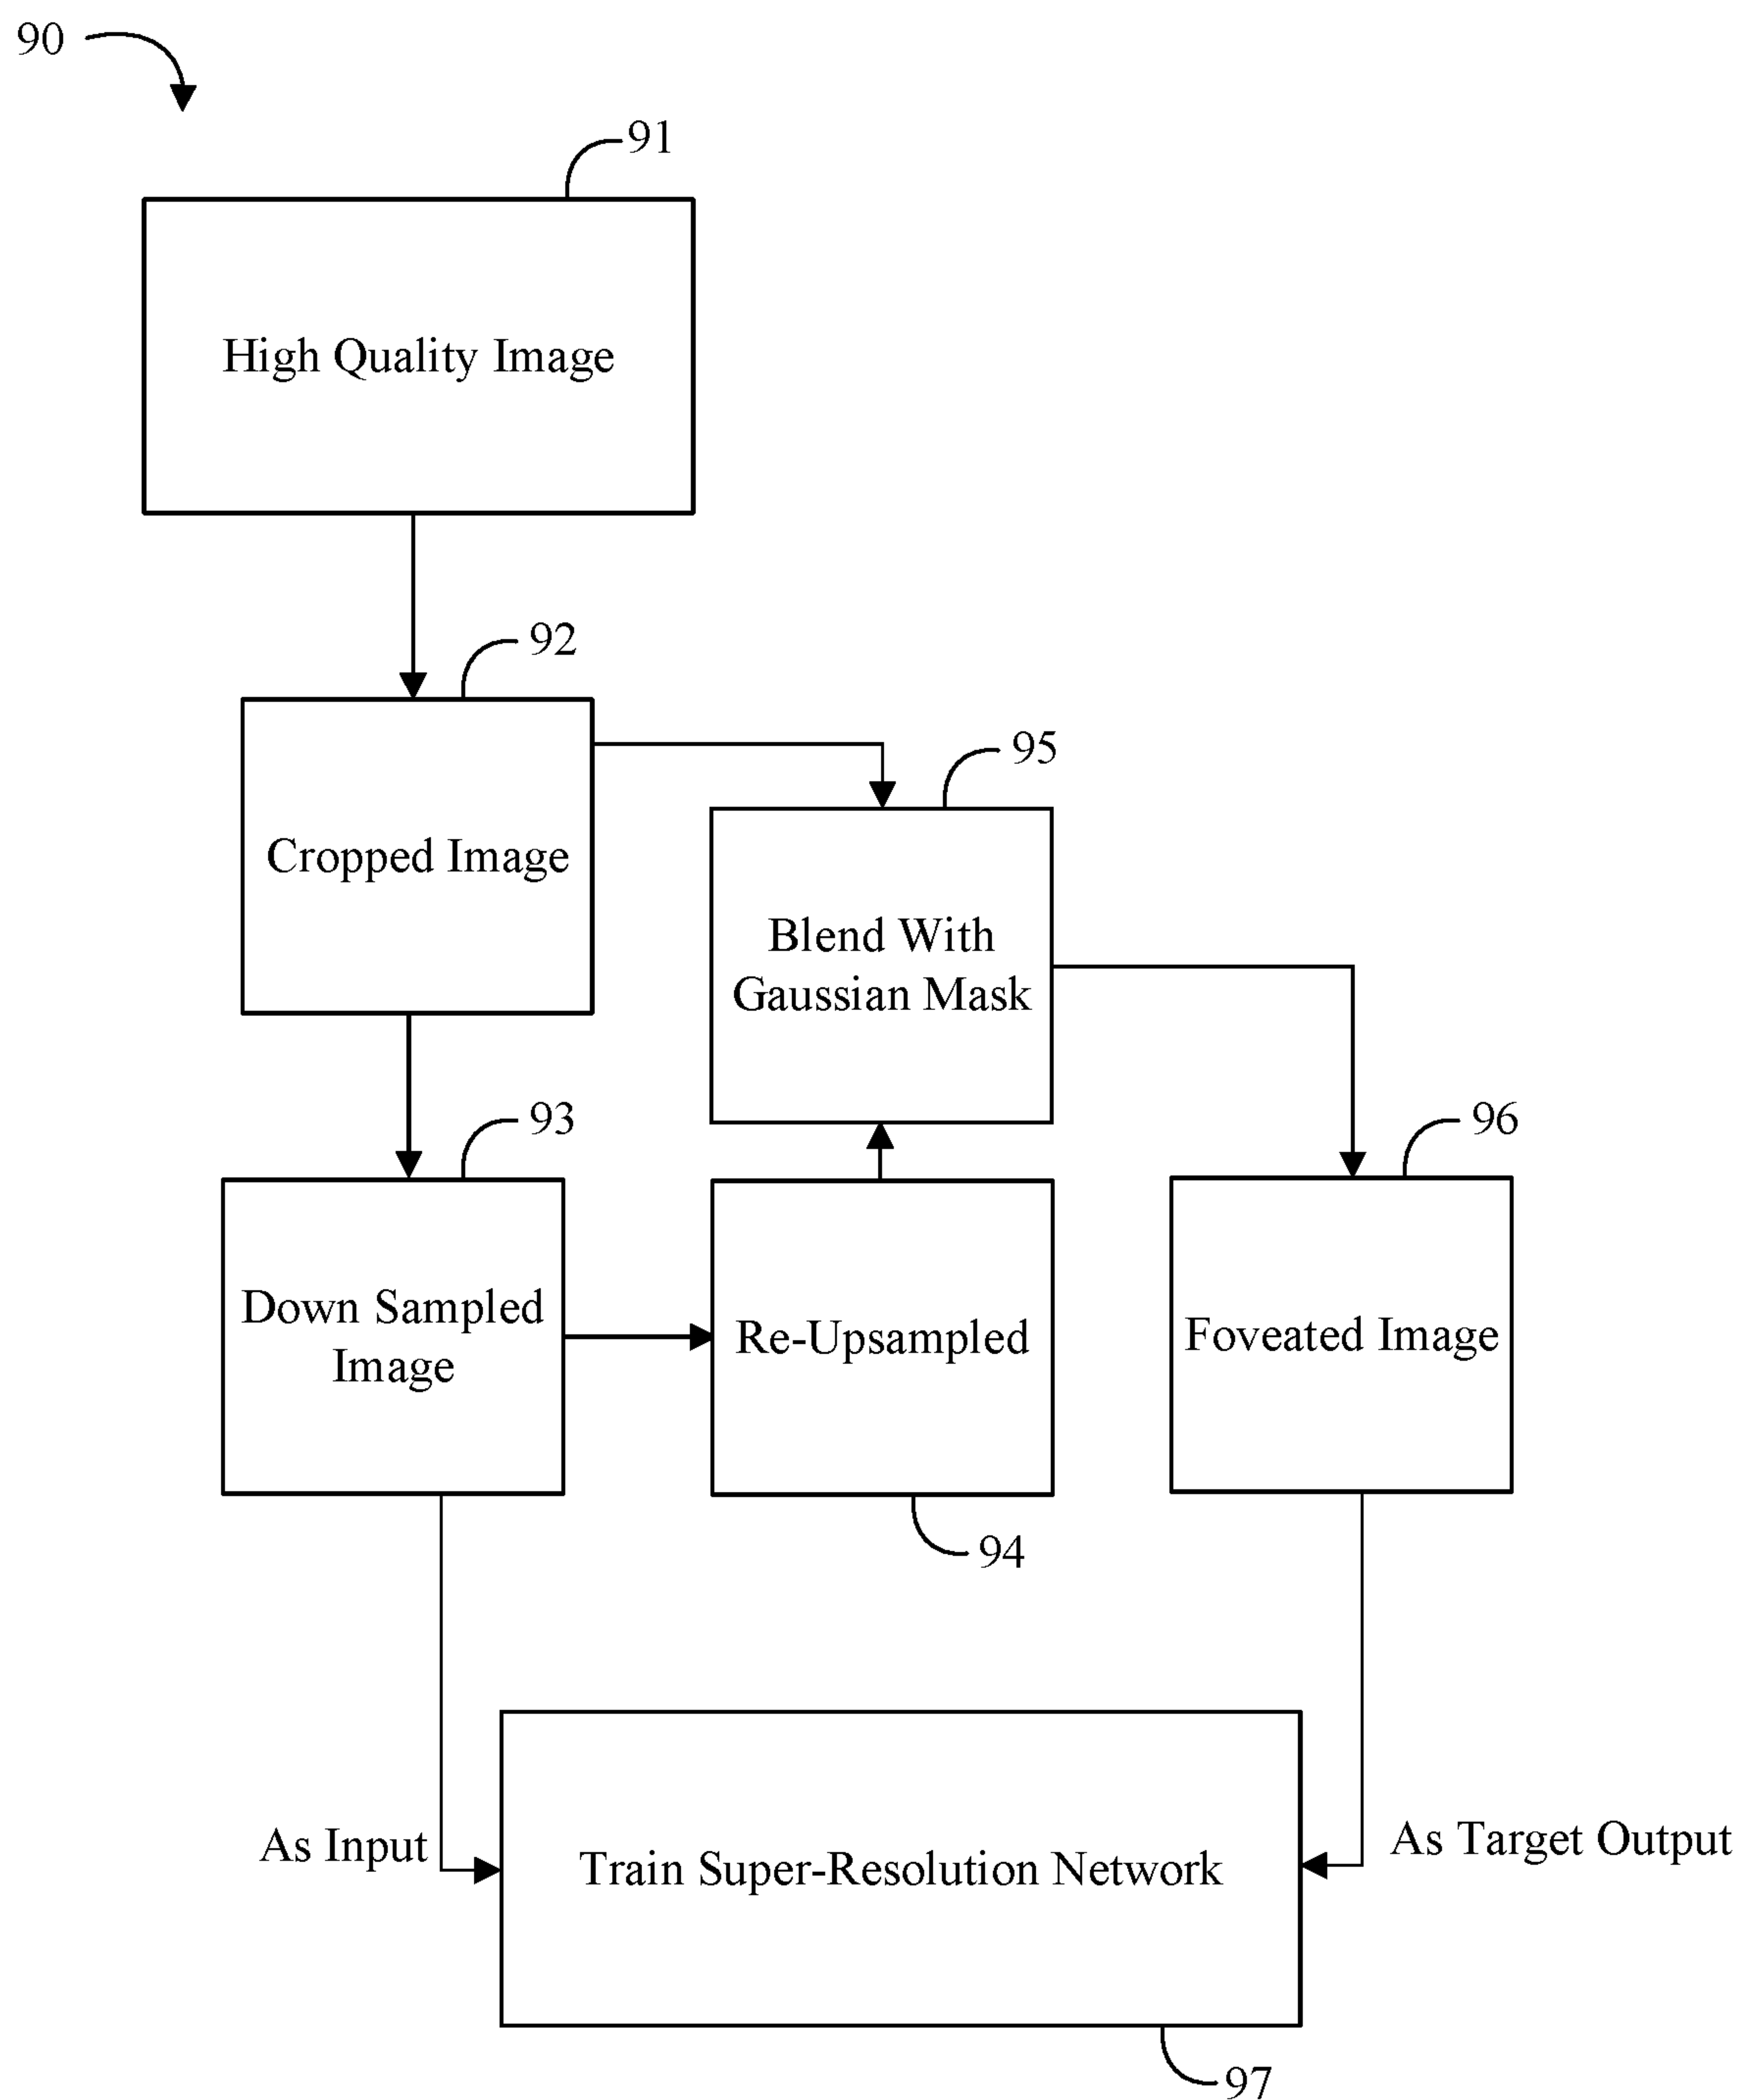 90
91
High Quality Image
92
Cropped Image
95
Blend With
Gaussian Mask
93
Down Sampled
Image
Re-Upsampled
94
96
Foveated Image
As Input
Train Super-Resolution Network
As Target Output
97